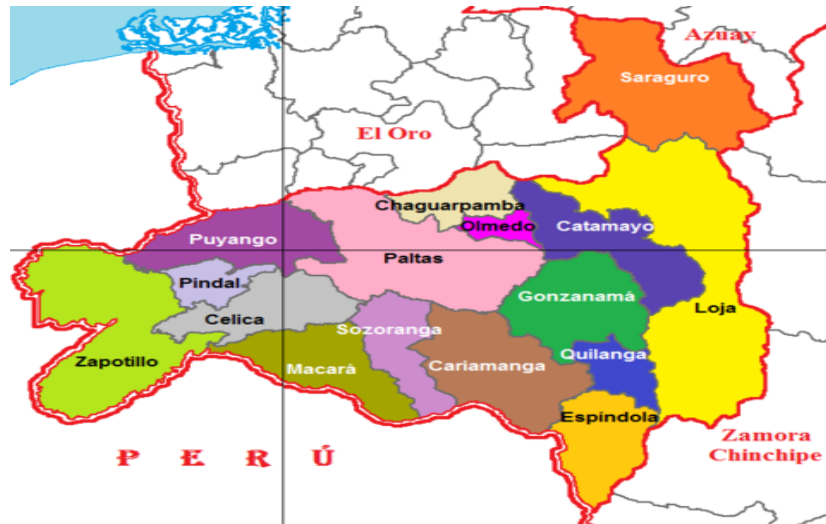 Azuay
Saraguro
El Oro
Chaguarpamba
Olmedo
Catamayo
Puyango
Paltas
Pindal
Gonzanamá
Loja
Celica
Sozoranga
Zapotillo
Macará
Cariamanga
Quilanga
Espíndola
Zamora
Chinchipe
PERÚ